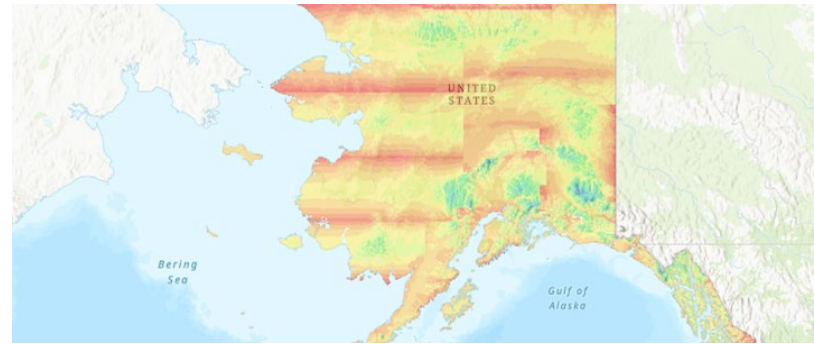 UNITED
STATES
Bering
Sea
Gulf of
Alaska